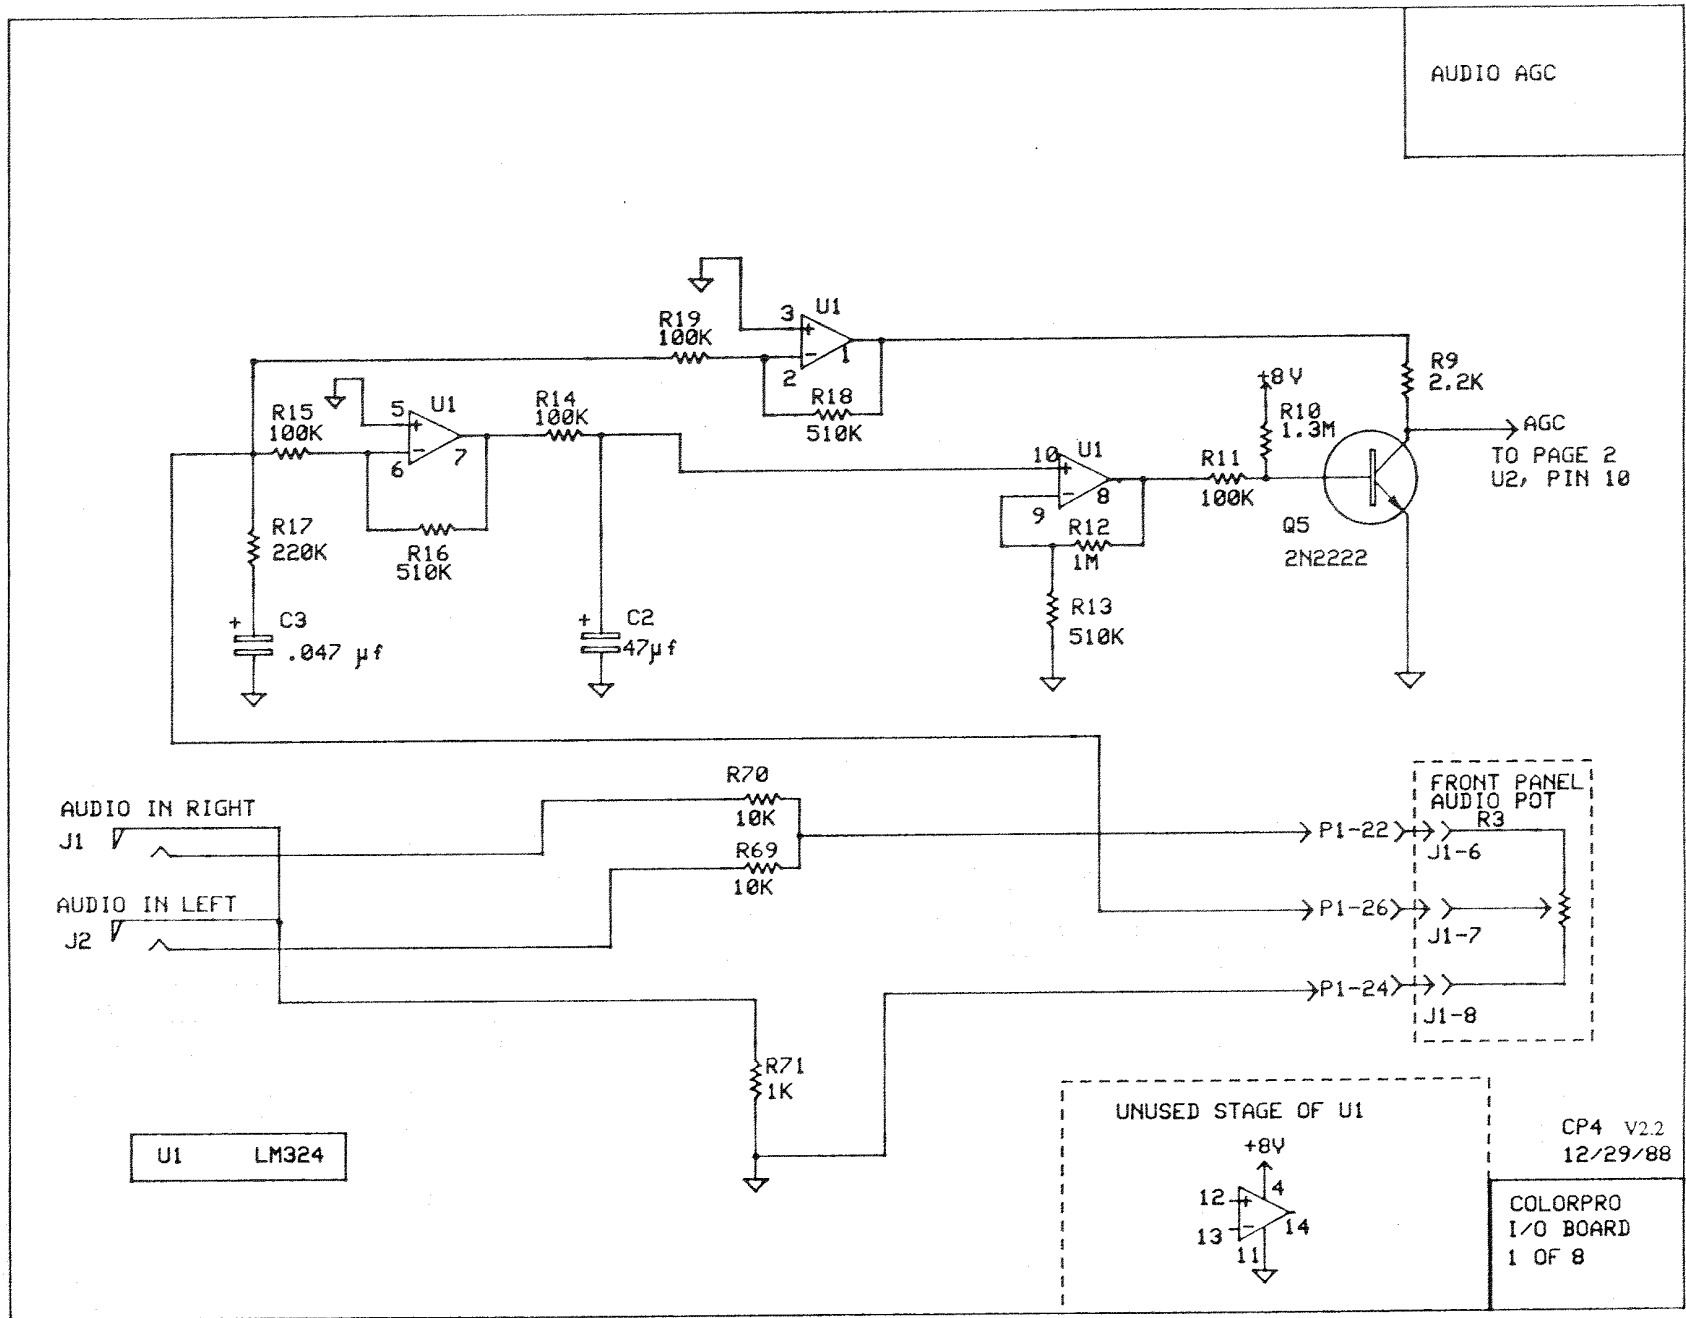 AUDIO AGC
U1
3
R19
100K
1
2
R18
510K
R9
2.2K
+8V
R10
1.3M
AGC
TO PAGE 2
U2, PIN 10
R15
100K
5
U1
R14
100K
6
7
10
U1
R11
100K
8
9
R12
1M
Q5
2N2222
R17
220K
R16
510K
R13
510K
+
C3
.047 µf
+
C2
47µf
R70
10K
FRONT PANEL
AUDIO POT
R3
AUDIO IN RIGHT
J1
P1-22
J1-6
R69
10K
AUDIO IN LEFT
J2
P1-26
J1-7
P1-24
J1-8
R71
1K
UNUSED STAGE OF U1
+8V
12
4
13
14
11
U1 LM324
CP4 V2.2
12/29/88
COLORPRO
I/O BOARD
1 OF 8